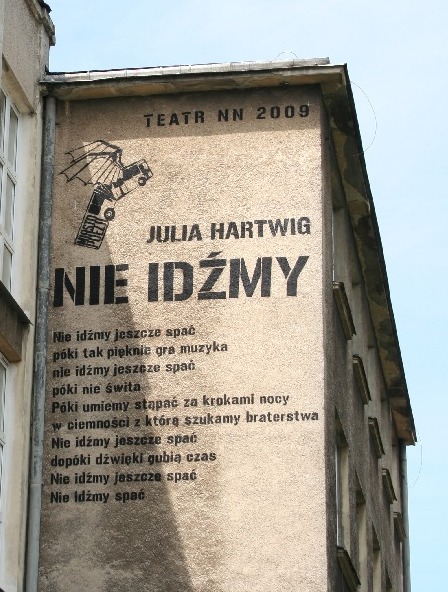 TEATR NN 2009
MIASTO
POEZJI
JULIA HARTWIG
NIE IDŹMY
Nie idźmy jeszcze spać
póki tak pięknie gra muzyka
nie idźmy jeszcze spać
póki nie świta
Póki umiemy stąpać za krokami nocy
w ciemności z którą szukamy braterstwa
Nie idźmy jeszcze spać
dopóki dźwięki gubią czas
Nie idźmy jeszcze spać
Nie idźmy spać